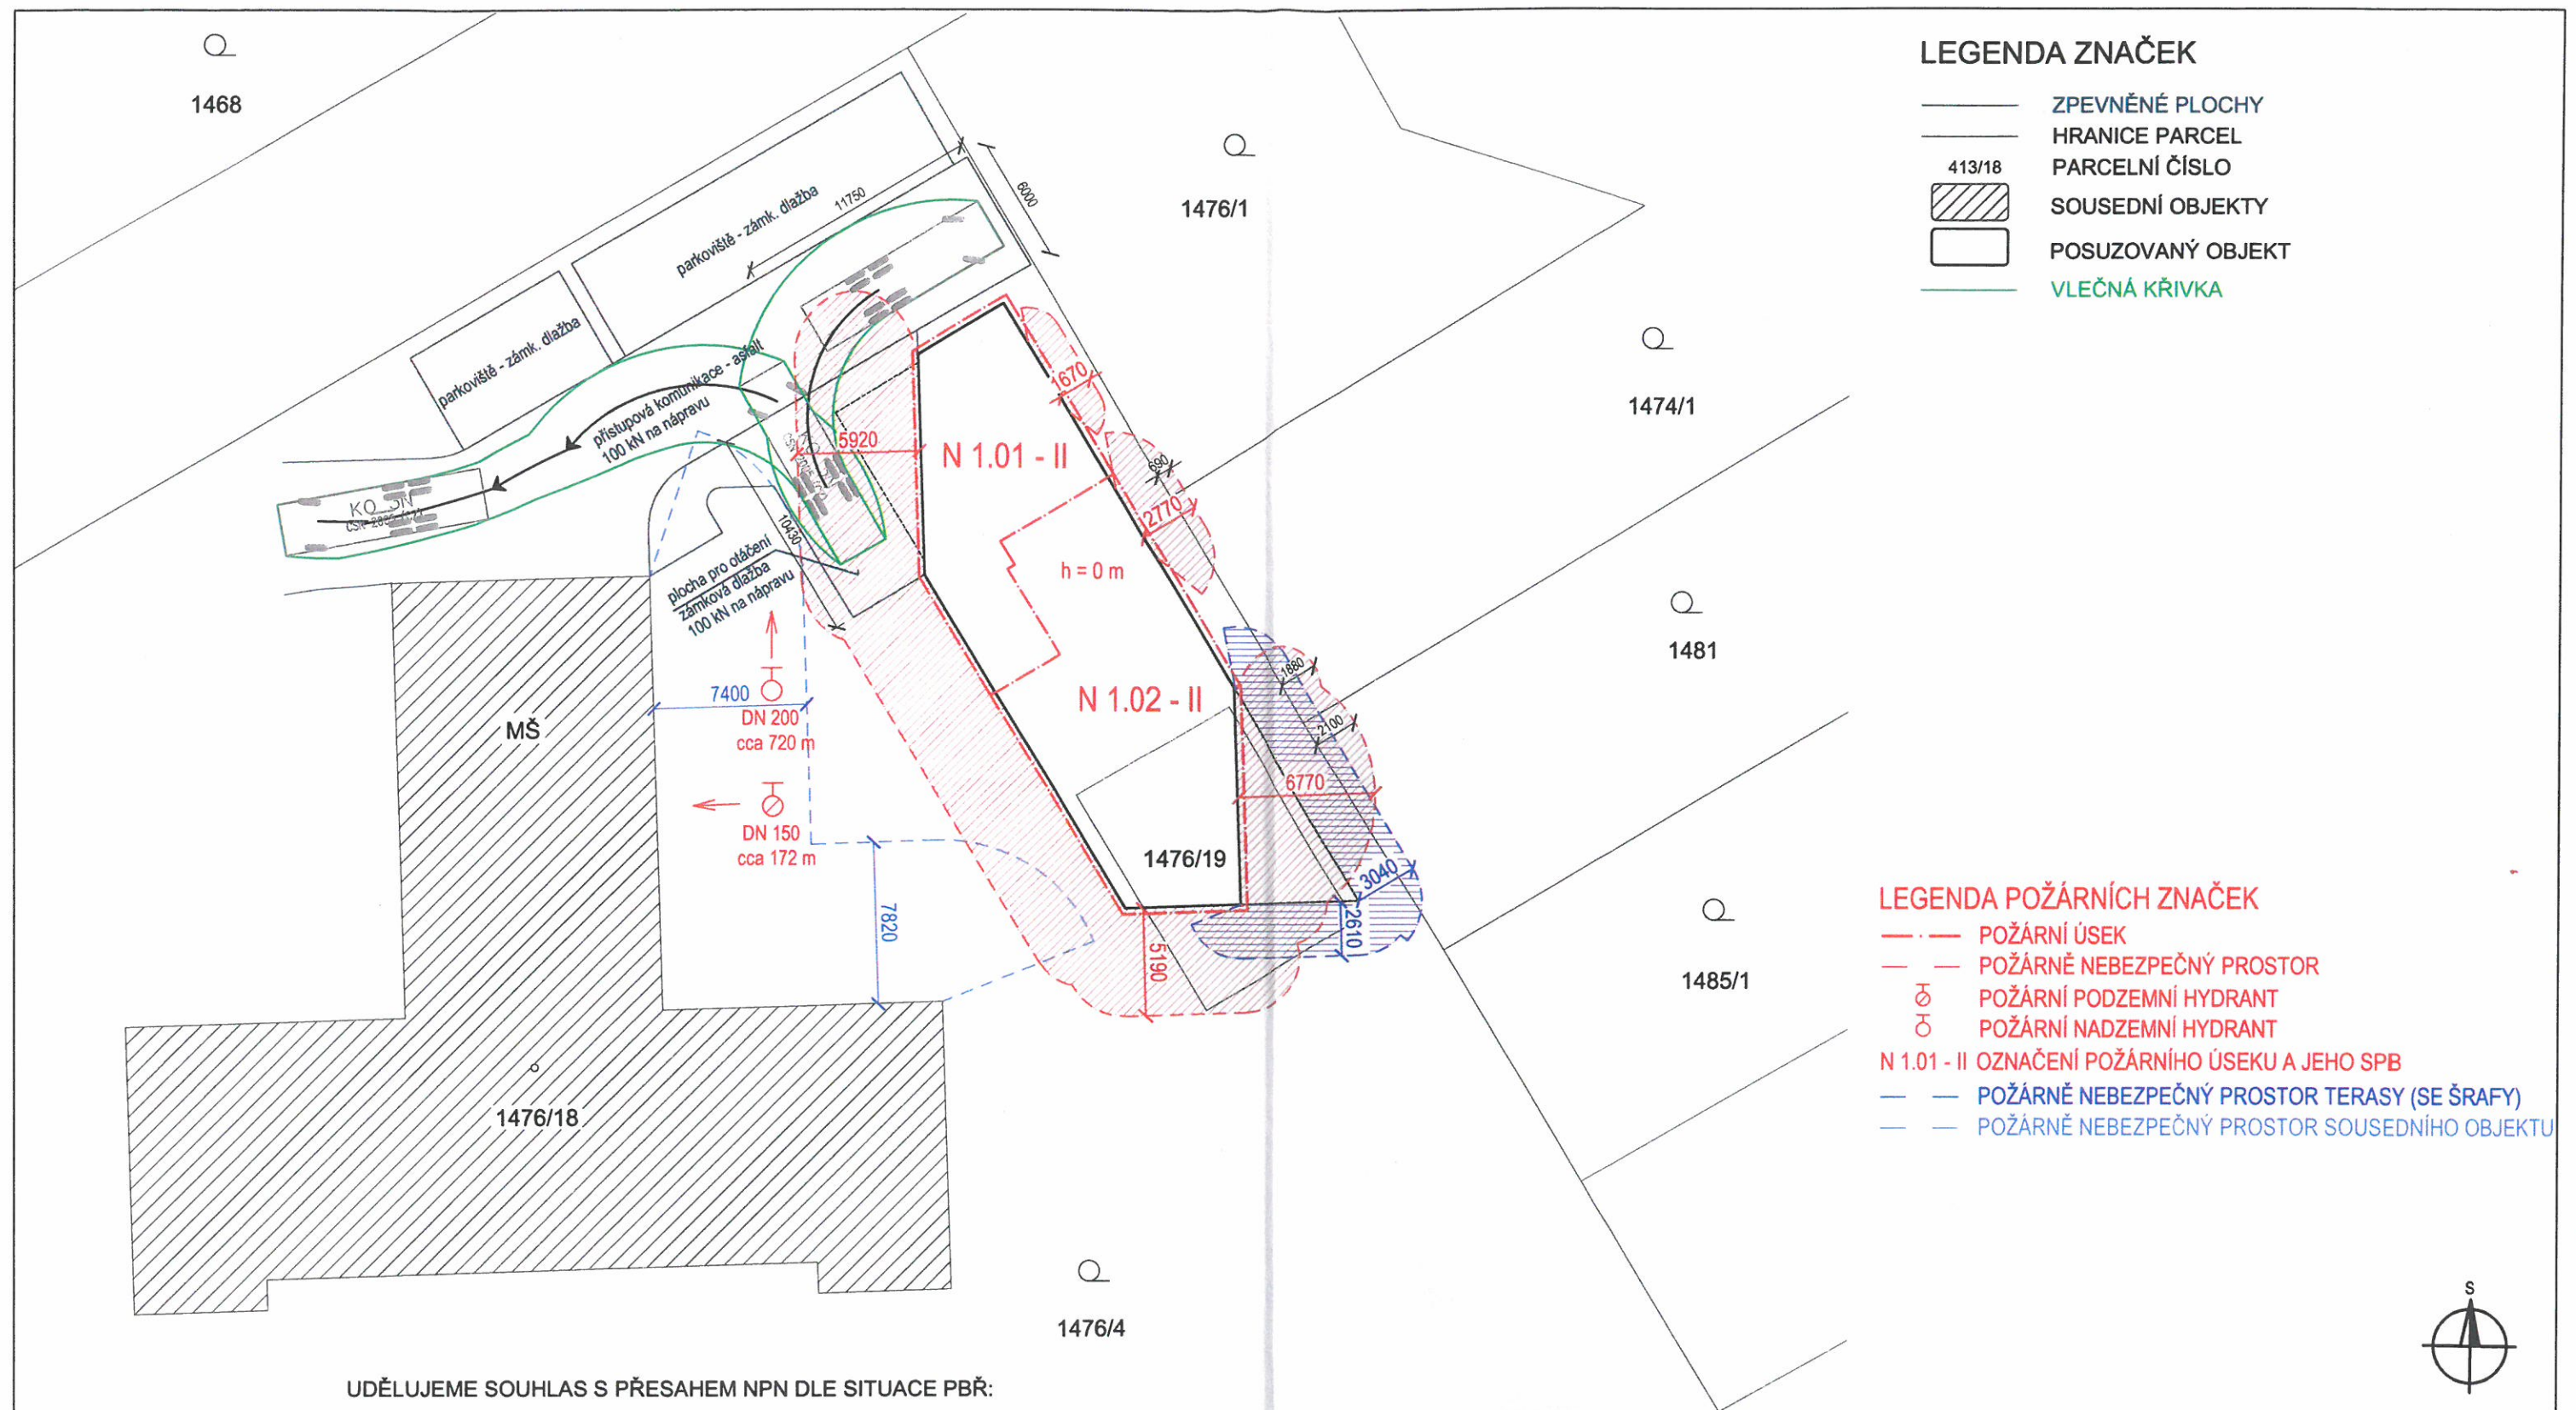 1468
1476/1
1474/1
1481
1485/1
1476/4
1476/18
1476/19
MŠ
parkoviště - zámk. dlažba
parkoviště - zámk. dlažba
11750
6000
přístupová komunikace - asfalt
100 kN na nápravu
10430
plocha pro otáčení
zámková dlažba
100 kN na nápravu
5920
N 1.01 - II
1670
690
2770
h = 0 m
N 1.02 - II
1880
2100
6770
3040
2610
5190
7400
DN 200
cca 720 m
DN 150
cca 172 m
7820
LEGENDA ZNAČEK
ZPEVNĚNÉ PLOCHY
HRANICE PARCEL
413/18 PARCELNÍ ČÍSLO
SOUSEDNÍ OBJEKTY
POSUZOVANÝ OBJEKT
VLEČNÁ KŘIVKA
LEGENDA POŽÁRNÍCH ZNAČEK
POŽÁRNÍ ÚSEK
POŽÁRNĚ NEBEZPEČNÝ PROSTOR
POŽÁRNÍ PODZEMNÍ HYDRANT
POŽÁRNÍ NADZEMNÍ HYDRANT
N 1.01 - II OZNAČENÍ POŽÁRNÍHO ÚSEKU A JEHO SPB
POŽÁRNĚ NEBEZPEČNÝ PROSTOR TERASY (SE ŠRAFY)
POŽÁRNĚ NEBEZPEČNÝ PROSTOR SOUSEDNÍHO OBJEKTU
S
UDĚLUJEME SOUHLAS S PŘESAHEM NPN DLE SITUACE PBŘ: